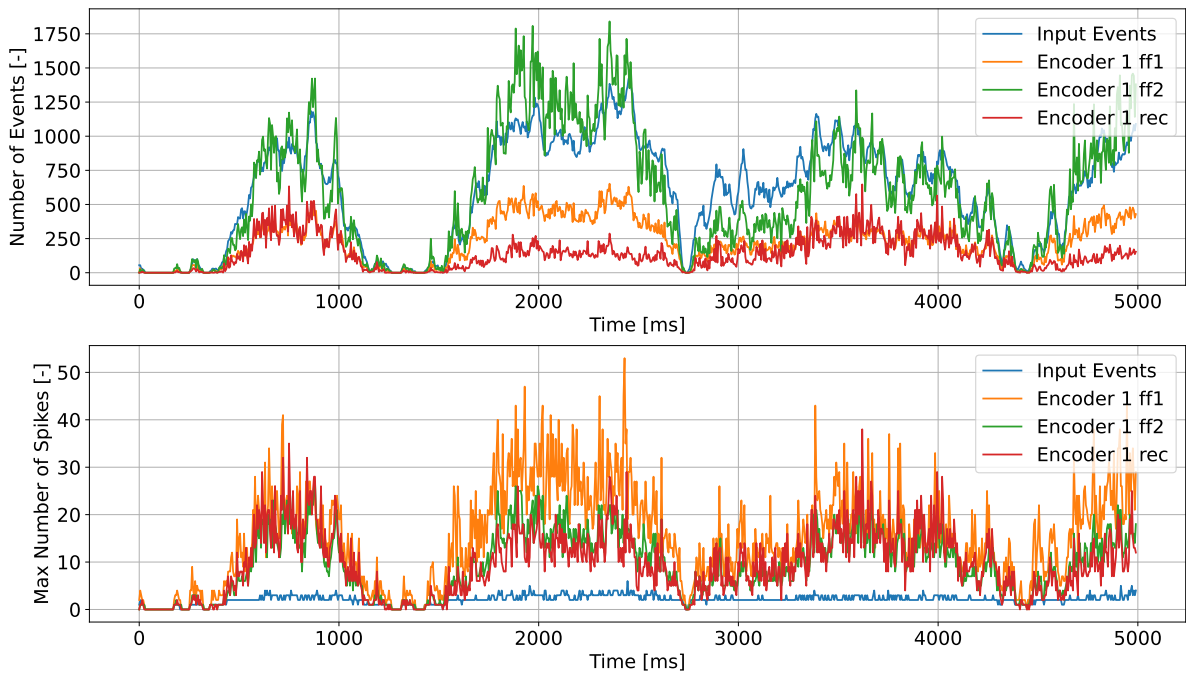 Number of Events [-]
1750
1500
1250
1000
750
500
250
0
Input Events
Encoder 1 ff1
Encoder 1 ff2
Encoder 1 rec
0 1000 2000 3000 4000 5000
Time [ms]
Max Number of Spikes [-]
50
40
30
20
10
0
Input Events
Encoder 1 ff1
Encoder 1 ff2
Encoder 1 rec
0 1000 2000 3000 4000 5000
Time [ms]